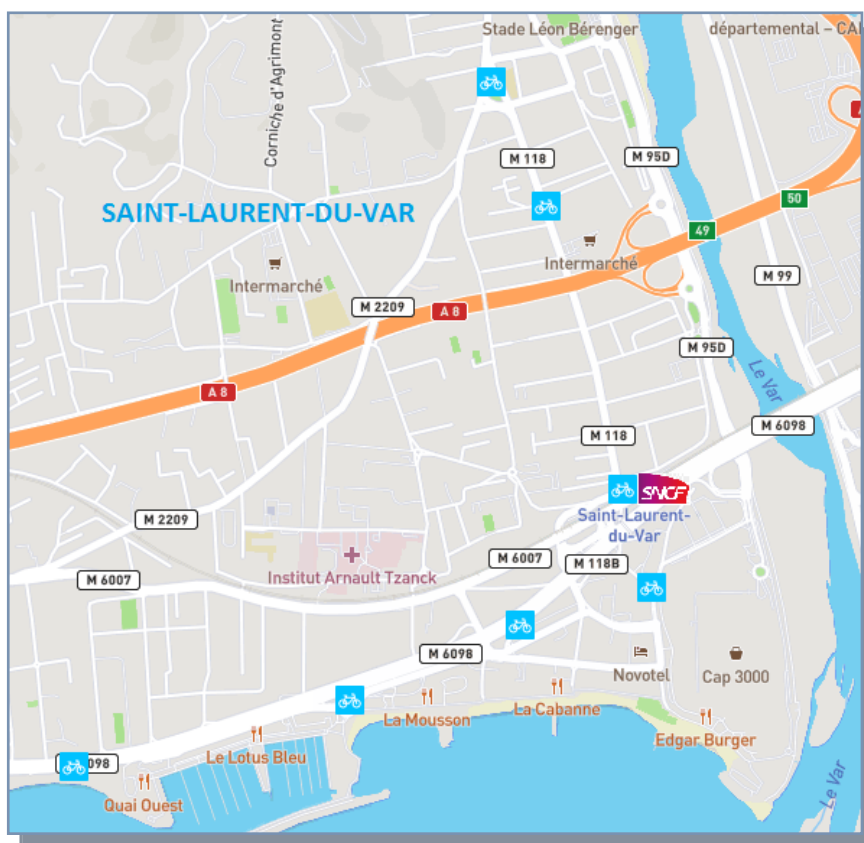 Stade Léon Bérenger
département­al – CA
Corniche d'Agrimont
M 118
M 95D
50
SAINT-LAURENT-DU-VAR
49
Intermarché
Intermarché
M 99
M 2209
A 8
M 95D
Le Var
A 8
M 6098
M 118
SNCF
Saint-Laurent-
du-Var
M 2209
M 6007
M 118B
Institut Arnault Tzanck
M 6007
M 6098
Novotel
Cap 3000
La Mousson
La Cabanne
Edgar Burger
Le Lotus Bleu
098
Quai Ouest
Le Var